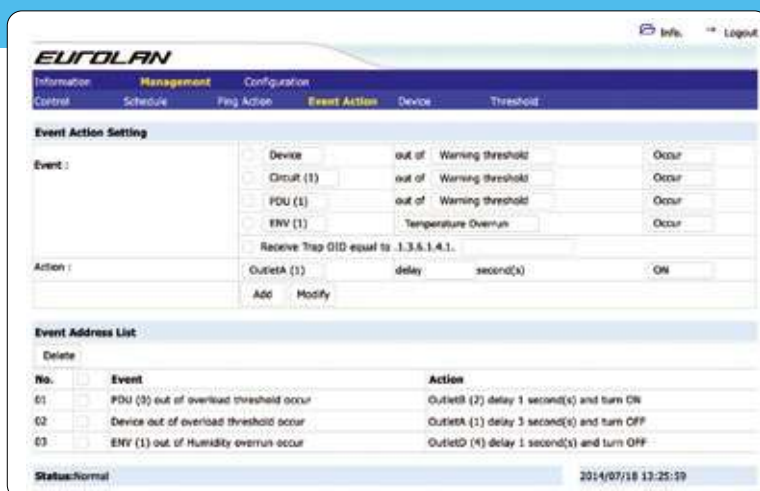 Info. → Logout
EUROLAN
Information Management Configuration
Control Schedule Ping Action Event Action Device Threshold
Event Action Setting
Event :
Device out of Warning threshold Occur
Circuit (1) out of Warning threshold Occur
PDU (1) out of Warning threshold Occur
ENV (1) Temperature Overrun Occur
Receive Trap OID equal to .1.3.6.1.4.1.
Action : OutletA (1) delay second(s) ON
Add Modify
Event Address List
Delete
No. Event Action
01 PDU (0) out of overload threshold occur OutletB (2) delay 1 second(s) and turn ON
02 Device out of overload threshold occur OutletA (1) delay 3 second(s) and turn OFF
03 ENV (1) out of Humidity overrun occur OutletD (4) delay 1 second(s) and turn OFF
Status:Normal 2014/07/18 13:25:59